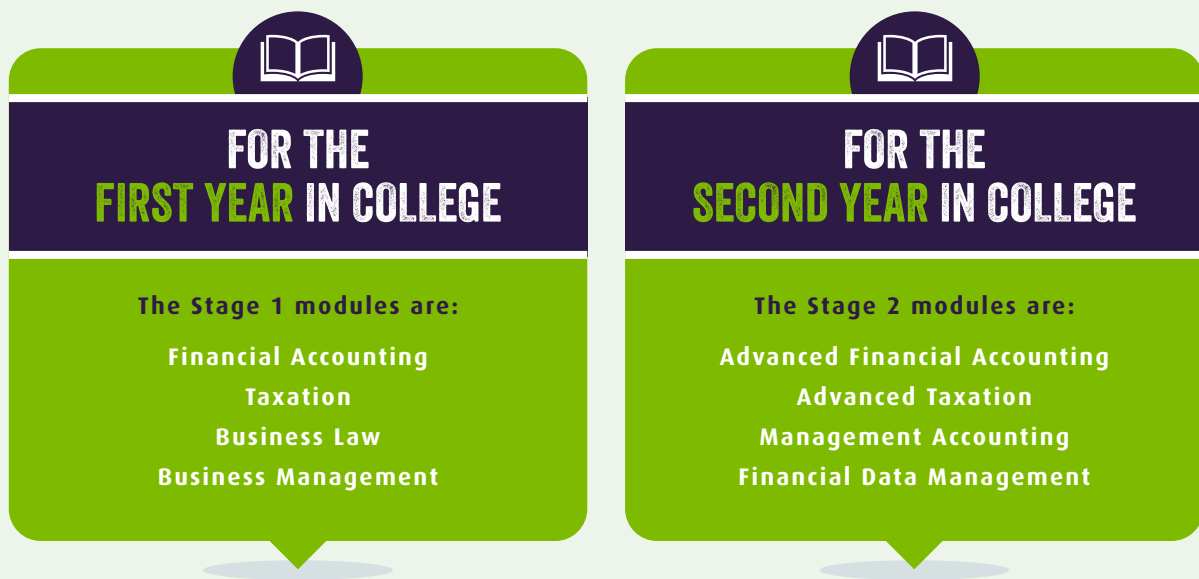 FOR THE
FIRST YEAR IN COLLEGE
The Stage 1 modules are:
Financial Accounting
Taxation
Business Law
Business Management
FOR THE
SECOND YEAR IN COLLEGE
The Stage 2 modules are:
Advanced Financial Accounting
Advanced Taxation
Management Accounting
Financial Data Management